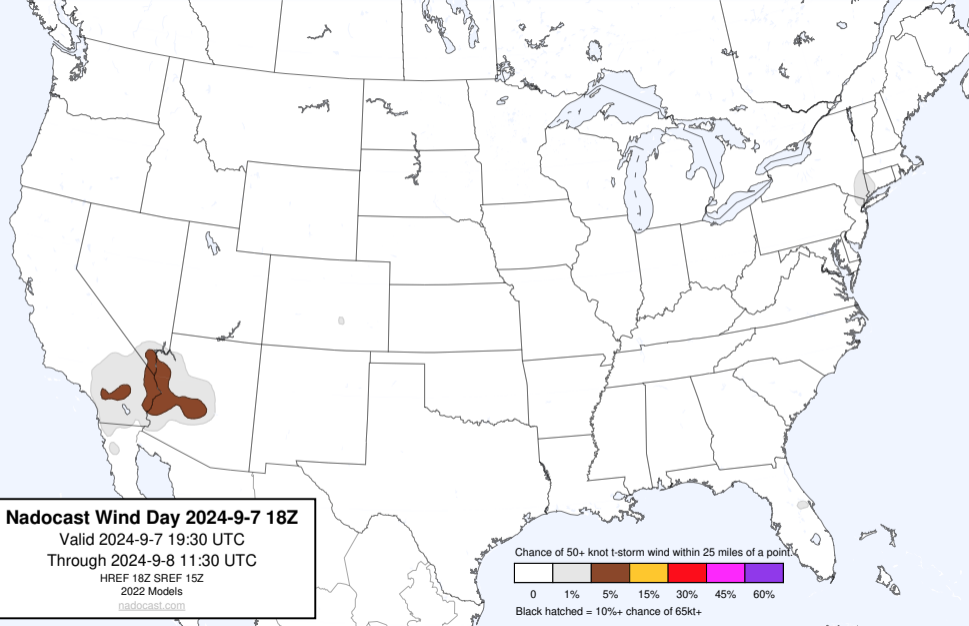 Nadocast Wind Day 2024-9-7 18Z
Valid 2024-9-7 19:30 UTC
Through 2024-9-8 11:30 UTC
HREF 18Z SREF 15Z
2022 Models
nadocast.com
Chance of 50+ knot t-storm wind within 25 miles of a point.
0 1% 5% 15% 30% 45% 60%
Black hatched = 10%+ chance of 65kt+